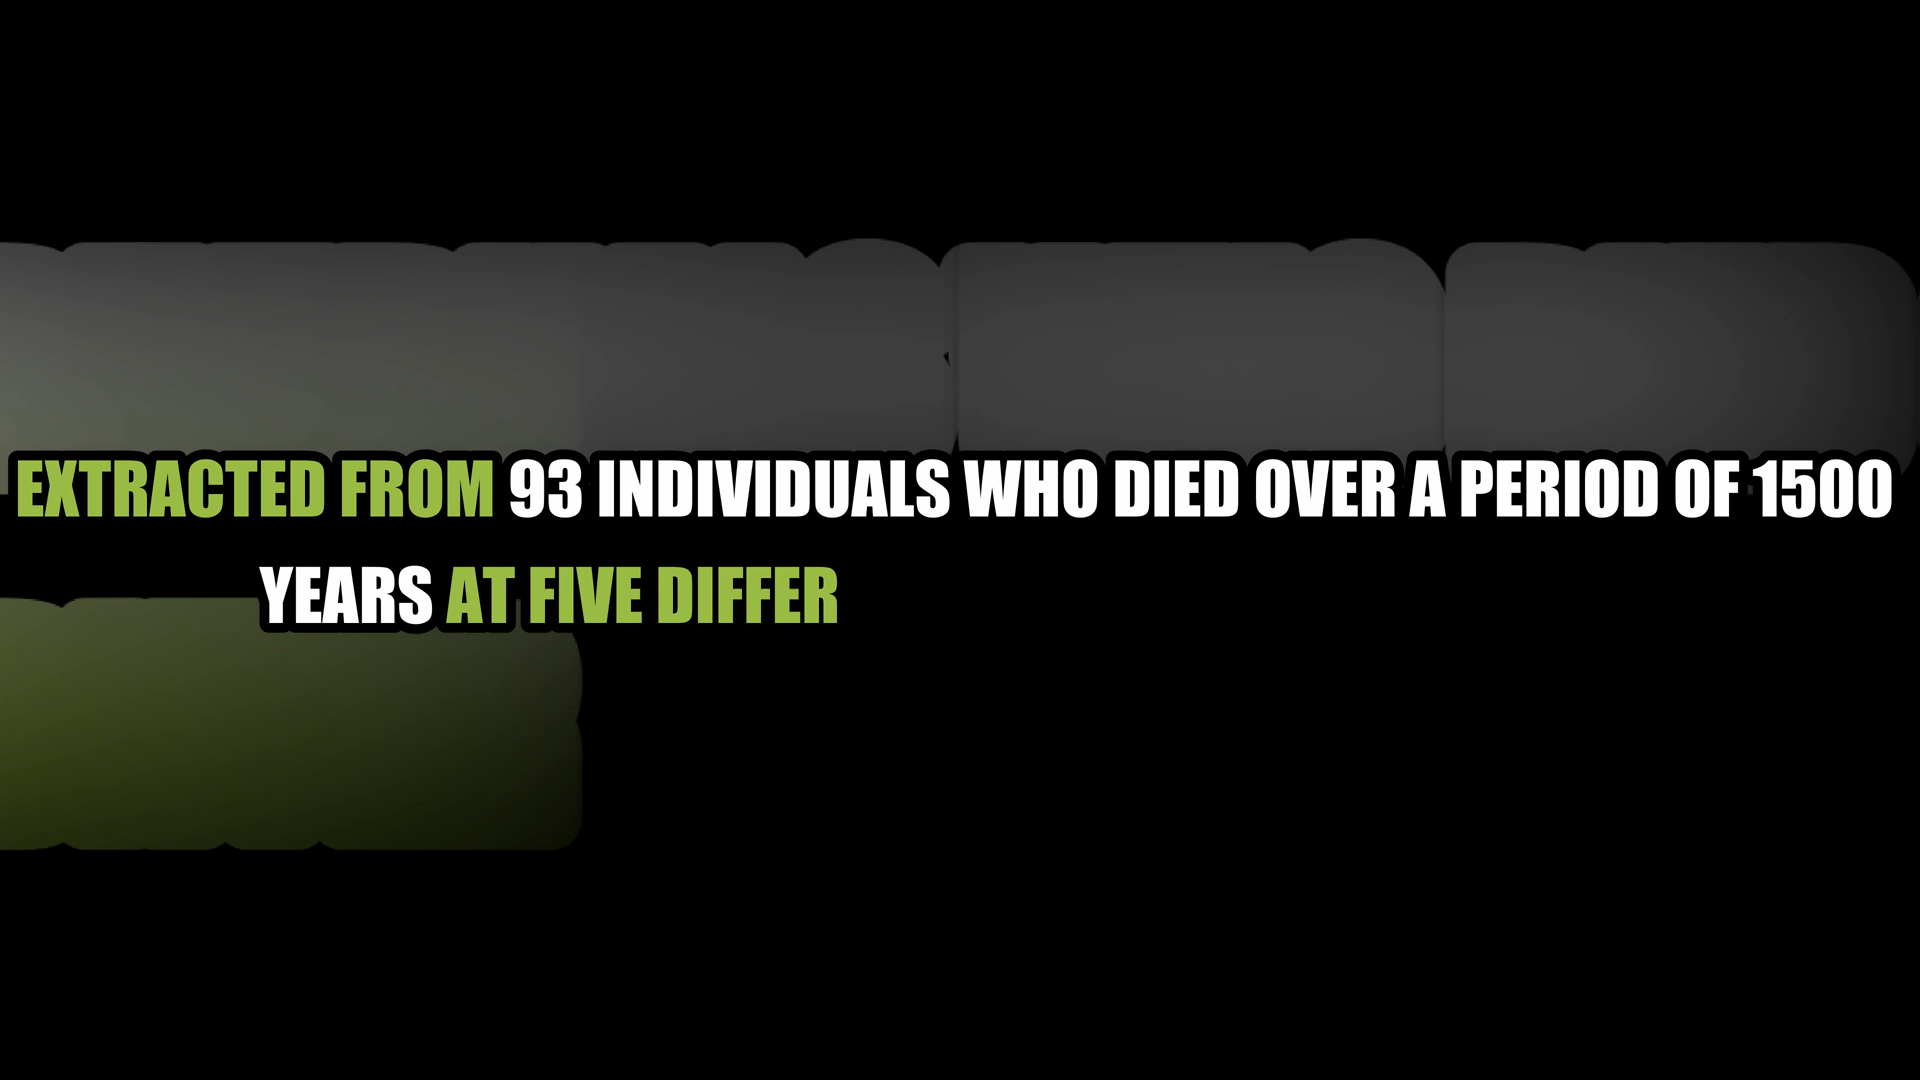 EXTRACTED FROM 93 INDIVIDUALS WHO DIED OVER A PERIOD OF 1500
YEARS AT FIVE DIFFER